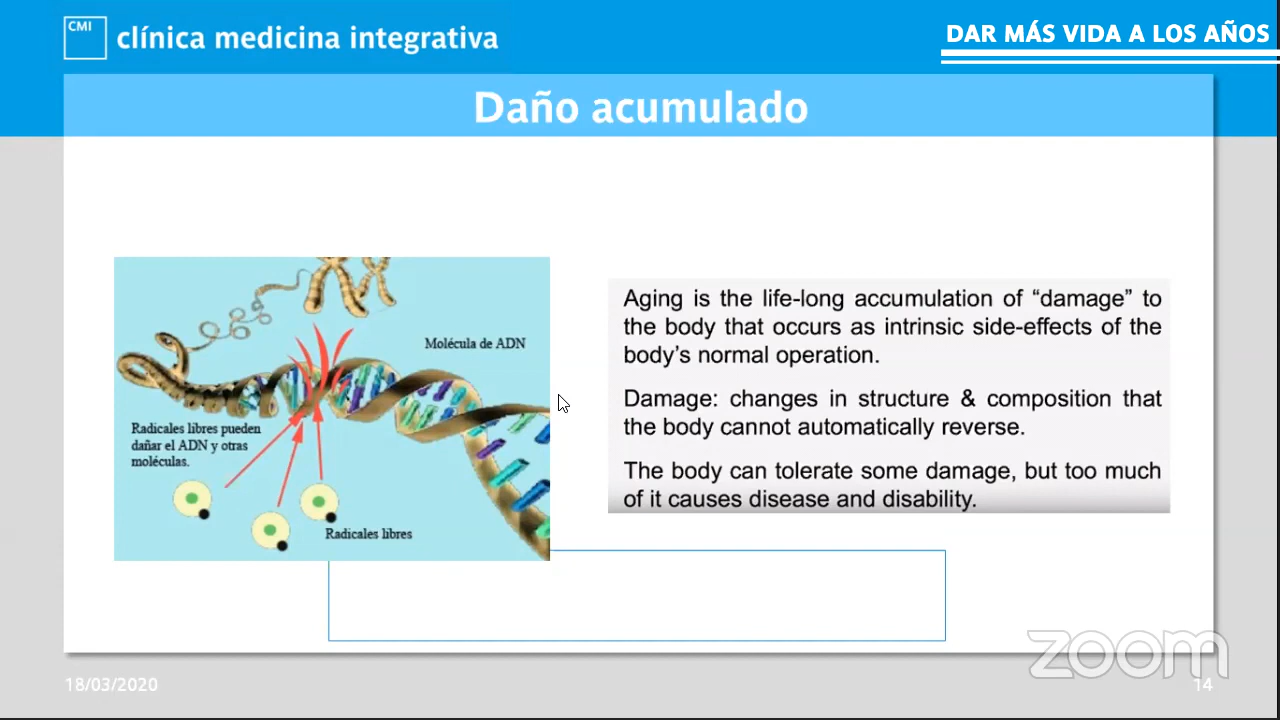 CMI
clínica medicina integrativa
DAR MÁS VIDA A LOS AÑOS
Daño acumulado
Molécula de ADN
Radicales libres pueden
dañar el ADN y otras
moléculas.
Radicales libres
Aging is the life-long accumulation of “damage” to
the body that occurs as intrinsic side-effects of the
body’s normal operation.
Damage: changes in structure & composition that
the body cannot automatically reverse.
The body can tolerate some damage, but too much
of it causes disease and disability.
zoom
18/03/2020
14